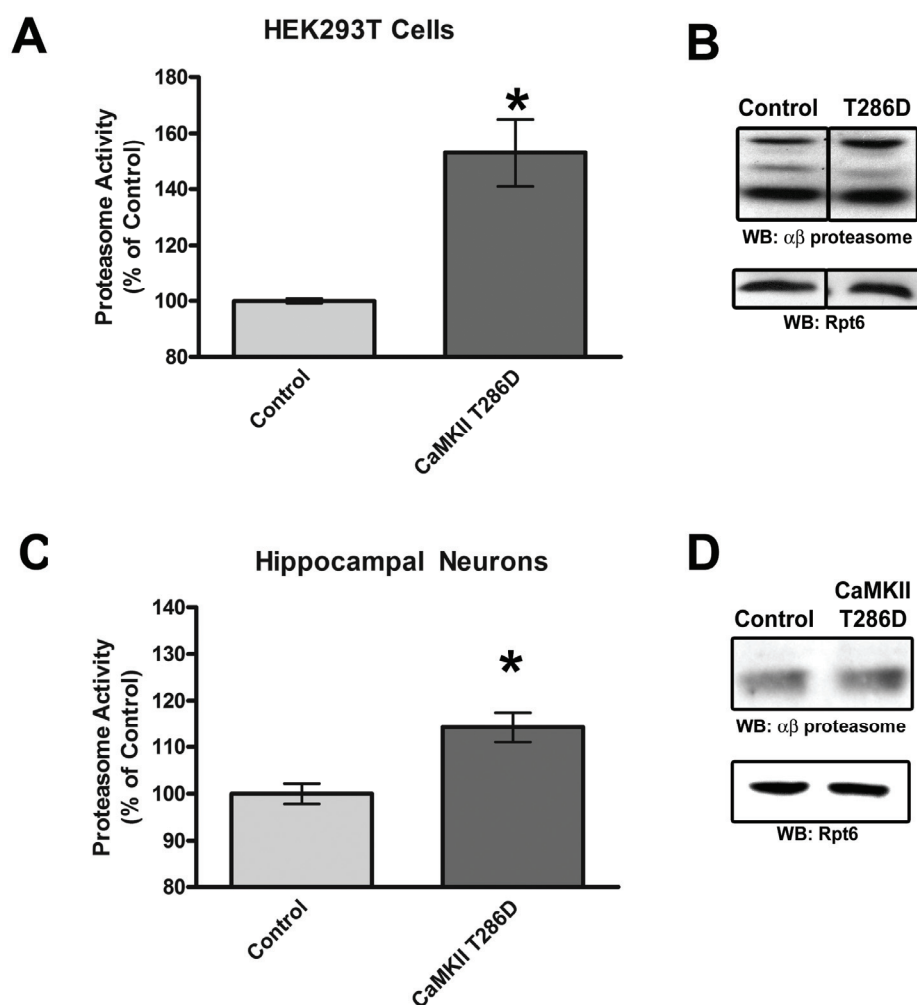 A
HEK293T Cells
Proteasome Activity
(% of Control)
180
160
140
120
100
80
*
Control
CaMKII T286D
B
Control T286D
WB: αβ proteasome
WB: Rpt6
C
Hippocampal Neurons
Proteasome Activity
(% of Control)
140
130
120
110
100
90
80
*
Control
CaMKII T286D
D
CaMKII
Control T286D
WB: αβ proteasome
WB: Rpt6